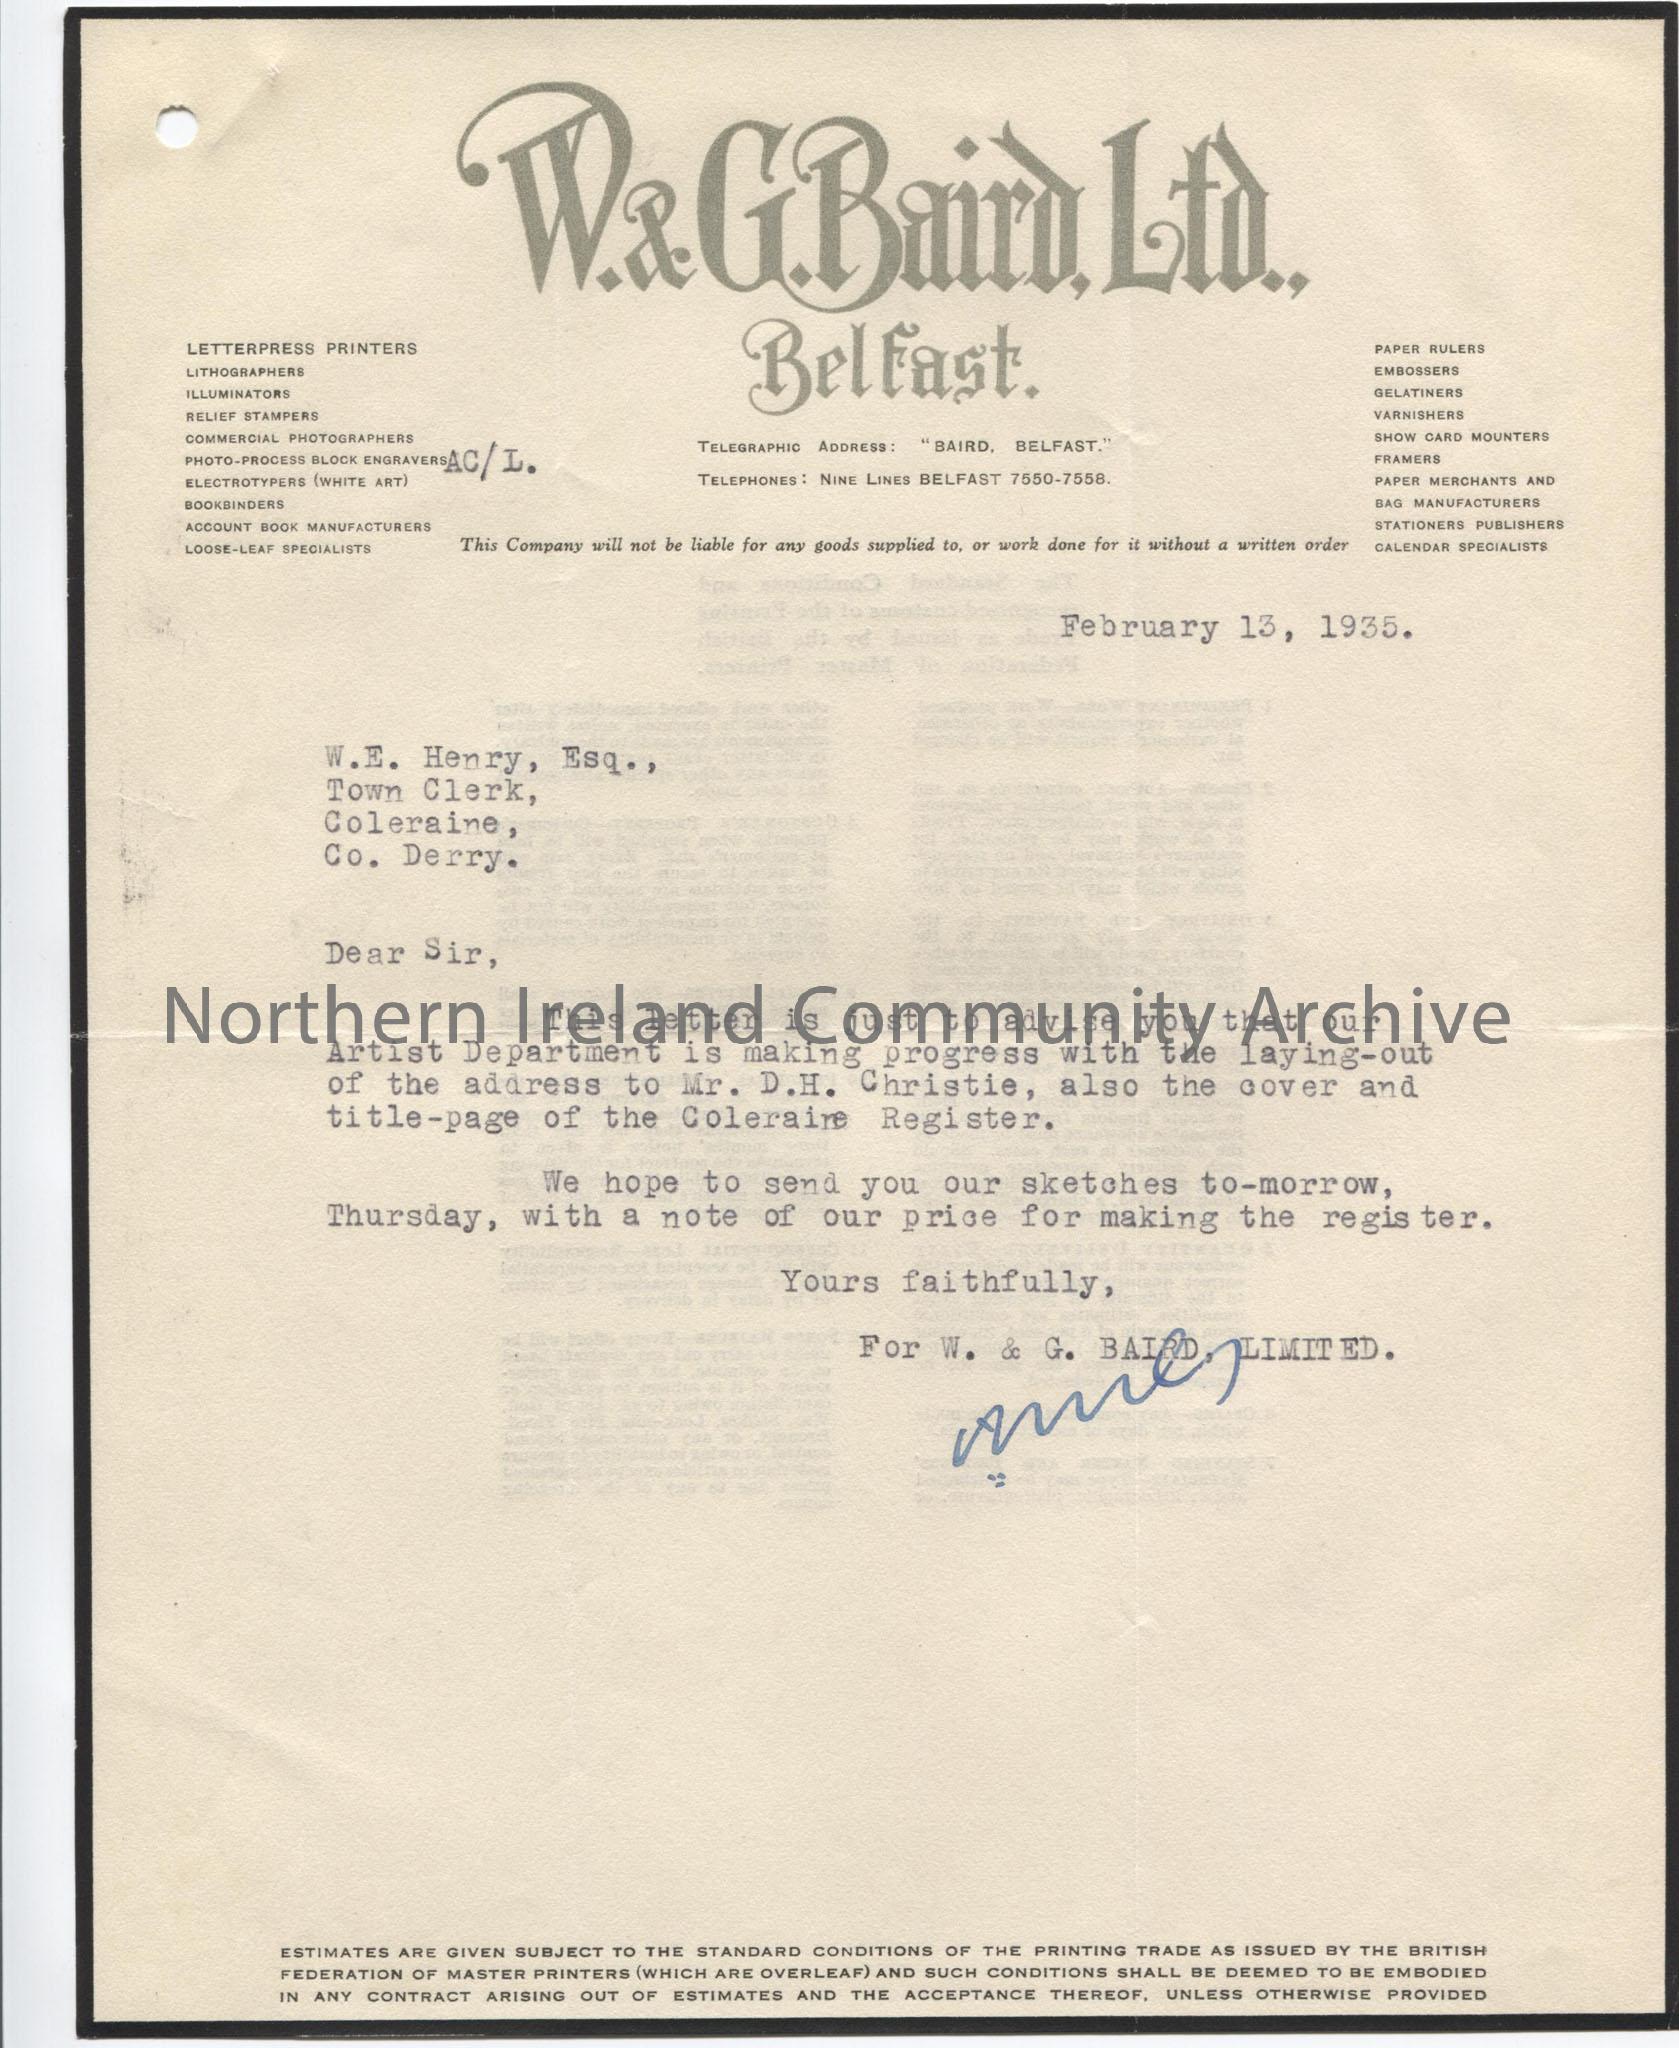 W. & G. Baird, Ltd.,
Belfast.
LETTERPRESS PRINTERS
LITHOGRAPHERS
ILLUMINATORS
RELIEF STAMPERS
COMMERCIAL PHOTOGRAPHERS
PHOTO-PROCESS BLOCK ENGRAVERS
ELECTROTYPERS (WHITE ART)
BOOKBINDERS
ACCOUNT BOOK MANUFACTURERS
LOOSE-LEAF SPECIALISTS
AC/L.
TELEGRAPHIC ADDRESS: "BAIRD, BELFAST."
TELEPHONES: NINE LINES BELFAST 7550-7558.
PAPER RULERS
EMBOSSERS
GELATINERS
VARNISHERS
SHOW CARD MOUNTERS
FRAMERS
PAPER MERCHANTS AND
BAG MANUFACTURERS
STATIONERS PUBLISHERS
CALENDAR SPECIALISTS
This Company will not be liable for any goods supplied to, or work done for it without a written order
February 13, 1935.
W.E. Henry, Esq.,
Town Clerk,
Coleraine,
Co. Derry.
Dear Sir,
Northern Ireland Community Archive
This letter is just to advise you that our
Artist Department is making progress with the laying-out
of the address to Mr. D.H. Christie, also the cover and
title-page of the Coleraine Register.
We hope to send you our sketches to-morrow,
Thursday, with a note of our price for making the register.
Yours faithfully,
For W. & G. BAIRD, LIMITED.
ESTIMATES ARE GIVEN SUBJECT TO THE STANDARD CONDITIONS OF THE PRINTING TRADE AS ISSUED BY THE BRITISH
FEDERATION OF MASTER PRINTERS (WHICH ARE OVERLEAF) AND SUCH CONDITIONS SHALL BE DEEMED TO BE EMBODIED
IN ANY CONTRACT ARISING OUT OF ESTIMATES AND THE ACCEPTANCE THEREOF, UNLESS OTHERWISE PROVIDED